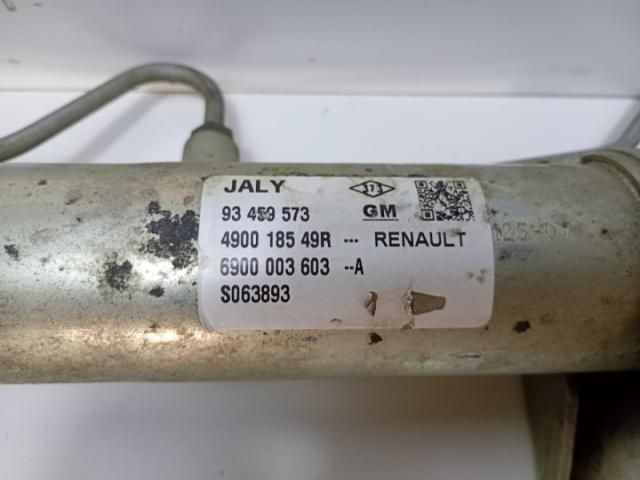 JALY
93 459 573 GM
4900 185 49R --- RENAULT
6900 003 603 --A
S063893